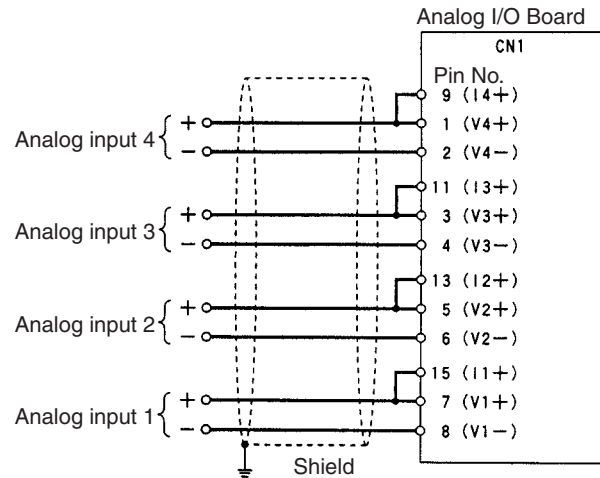 Analog I/O Board
CN1
Pin No.
9 (I4+)
Analog input 4 + 1 (V4+)
− 2 (V4−)
11 (I3+)
Analog input 3 + 3 (V3+)
− 4 (V3−)
13 (I2+)
Analog input 2 + 5 (V2+)
− 6 (V2−)
15 (I1+)
Analog input 1 + 7 (V1+)
− 8 (V1−)
Shield